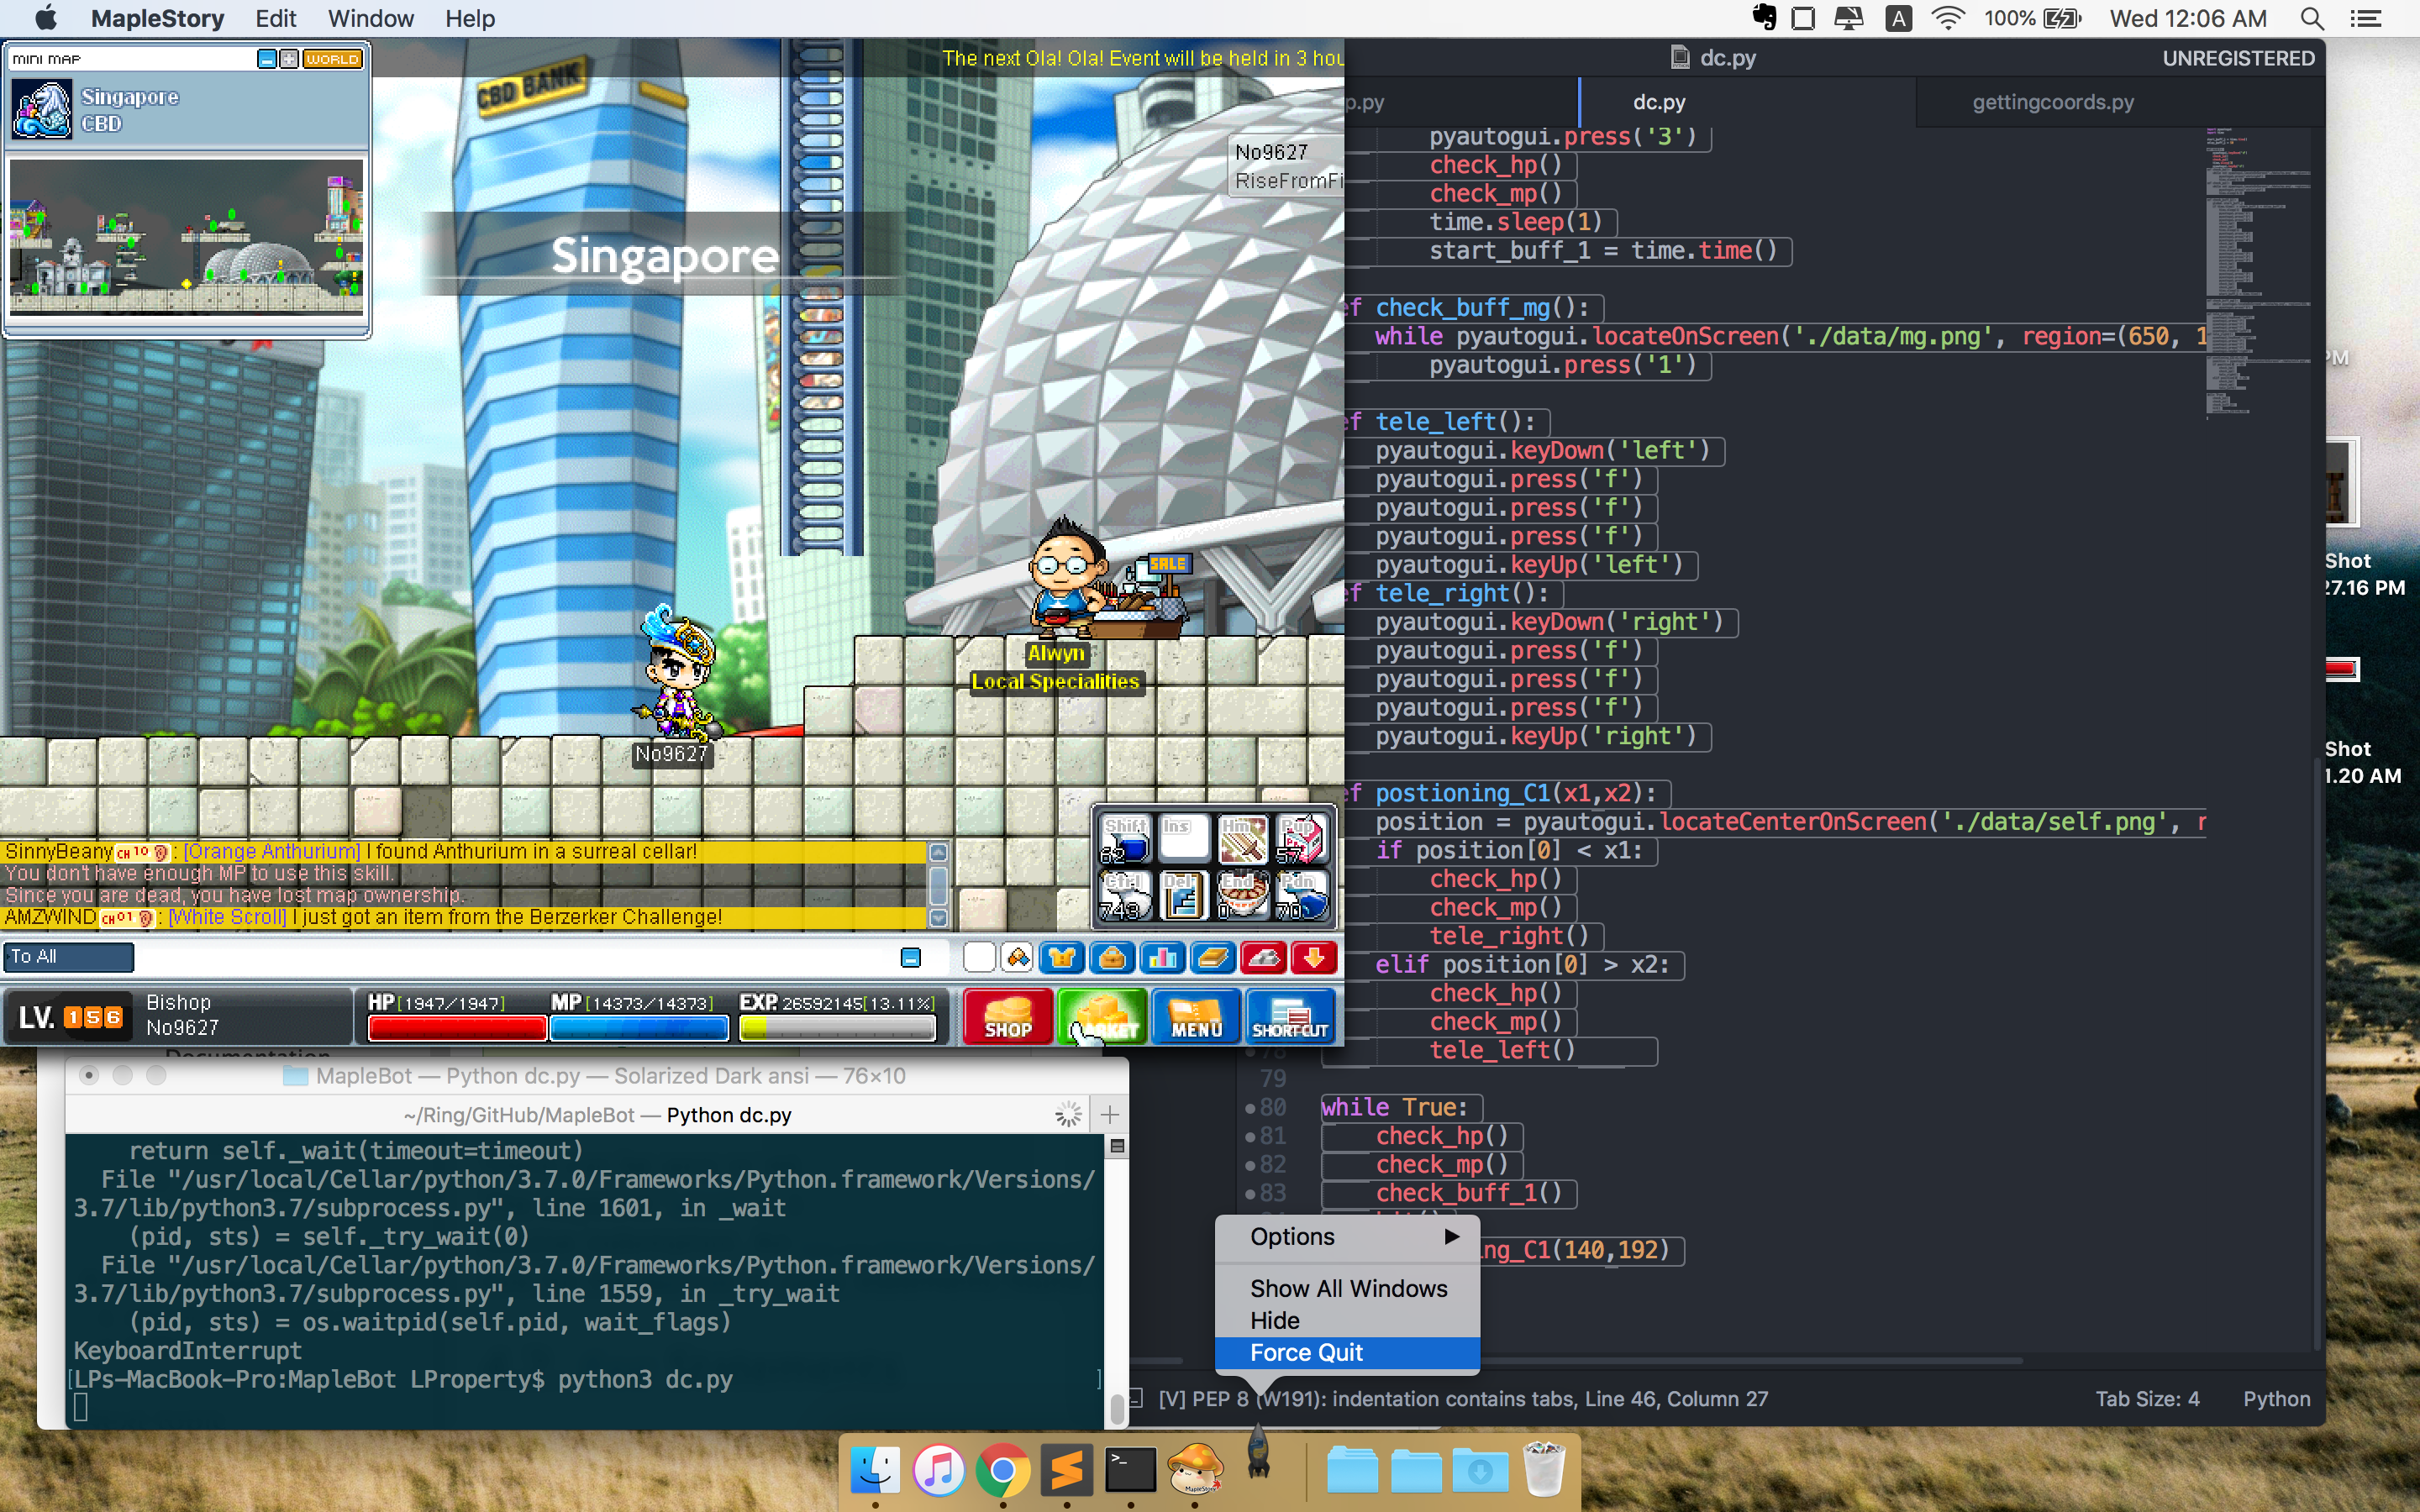 MapleStory Edit Window Help
A 100% Wed 12:06 AM
MINI MAP WORLD
Singapore
CBD
CBD BANK
The next Ola! Ola! Event will be held in 3 hou
No9627
RiseFromFi
Singapore
SALE
Alwyn
Local Specialities
No9627
Shift Ins Hm Pup
62 57
Ctrl Del End Pdn
743 0 70
SinnyBeany CH 10 : [Orange Anthurium] I found Anthurium in a surreal cellar!
You don't have enough MP to use this skill.
Since you are dead, you have lost map ownership.
AMZWIND CH 01 : [White Scroll] I just got an item from the Berzerker Challenge!
To All
LV. 156
Bishop
No9627
HP[1947/1947] MP[14373/14373] EXP. 26592145[13.11%]
SHOP MENU SHORTCUT
dc.py UNREGISTERED
p.py dc.py gettingcoords.py
pyautogui.press('3')
check_hp()
check_mp()
time.sleep(1)
start_buff_1 = time.time()
ef check_buff_mg():
while pyautogui.locateOnScreen('./data/mg.png', region=(650, 1
pyautogui.press('1')
ef tele_left():
pyautogui.keyDown('left')
pyautogui.press('f')
pyautogui.press('f')
pyautogui.press('f')
pyautogui.keyUp('left')
ef tele_right():
pyautogui.keyDown('right')
pyautogui.press('f')
pyautogui.press('f')
pyautogui.press('f')
pyautogui.keyUp('right')
ef postioning_C1(x1,x2):
position = pyautogui.locateCenterOnScreen('./data/self.png', r
if position[0] < x1:
check_hp()
check_mp()
tele_right()
elif position[0] > x2:
check_hp()
check_mp()
78 tele_left()
79
80 while True:
81 check_hp()
82 check_mp()
83 check_buff_1()
ng_C1(140,192)
Options
Show All Windows
Hide
Force Quit
[V] PEP 8 (W191): indentation contains tabs, Line 46, Column 27
Tab Size: 4 Python
PM
Shot
27.16 PM
Shot
1.20 AM
MapleBot — Python dc.py — Solarized Dark ansi — 76×10
~/Ring/GitHub/MapleBot — Python dc.py
return self._wait(timeout=timeout)
File "/usr/local/Cellar/python/3.7.0/Frameworks/Python.framework/Versions/
3.7/lib/python3.7/subprocess.py", line 1601, in _wait
(pid, sts) = self._try_wait(0)
File "/usr/local/Cellar/python/3.7.0/Frameworks/Python.framework/Versions/
3.7/lib/python3.7/subprocess.py", line 1559, in _try_wait
(pid, sts) = os.waitpid(self.pid, wait_flags)
KeyboardInterrupt
[LPs-MacBook-Pro:MapleBot LProperty$ python3 dc.py ]